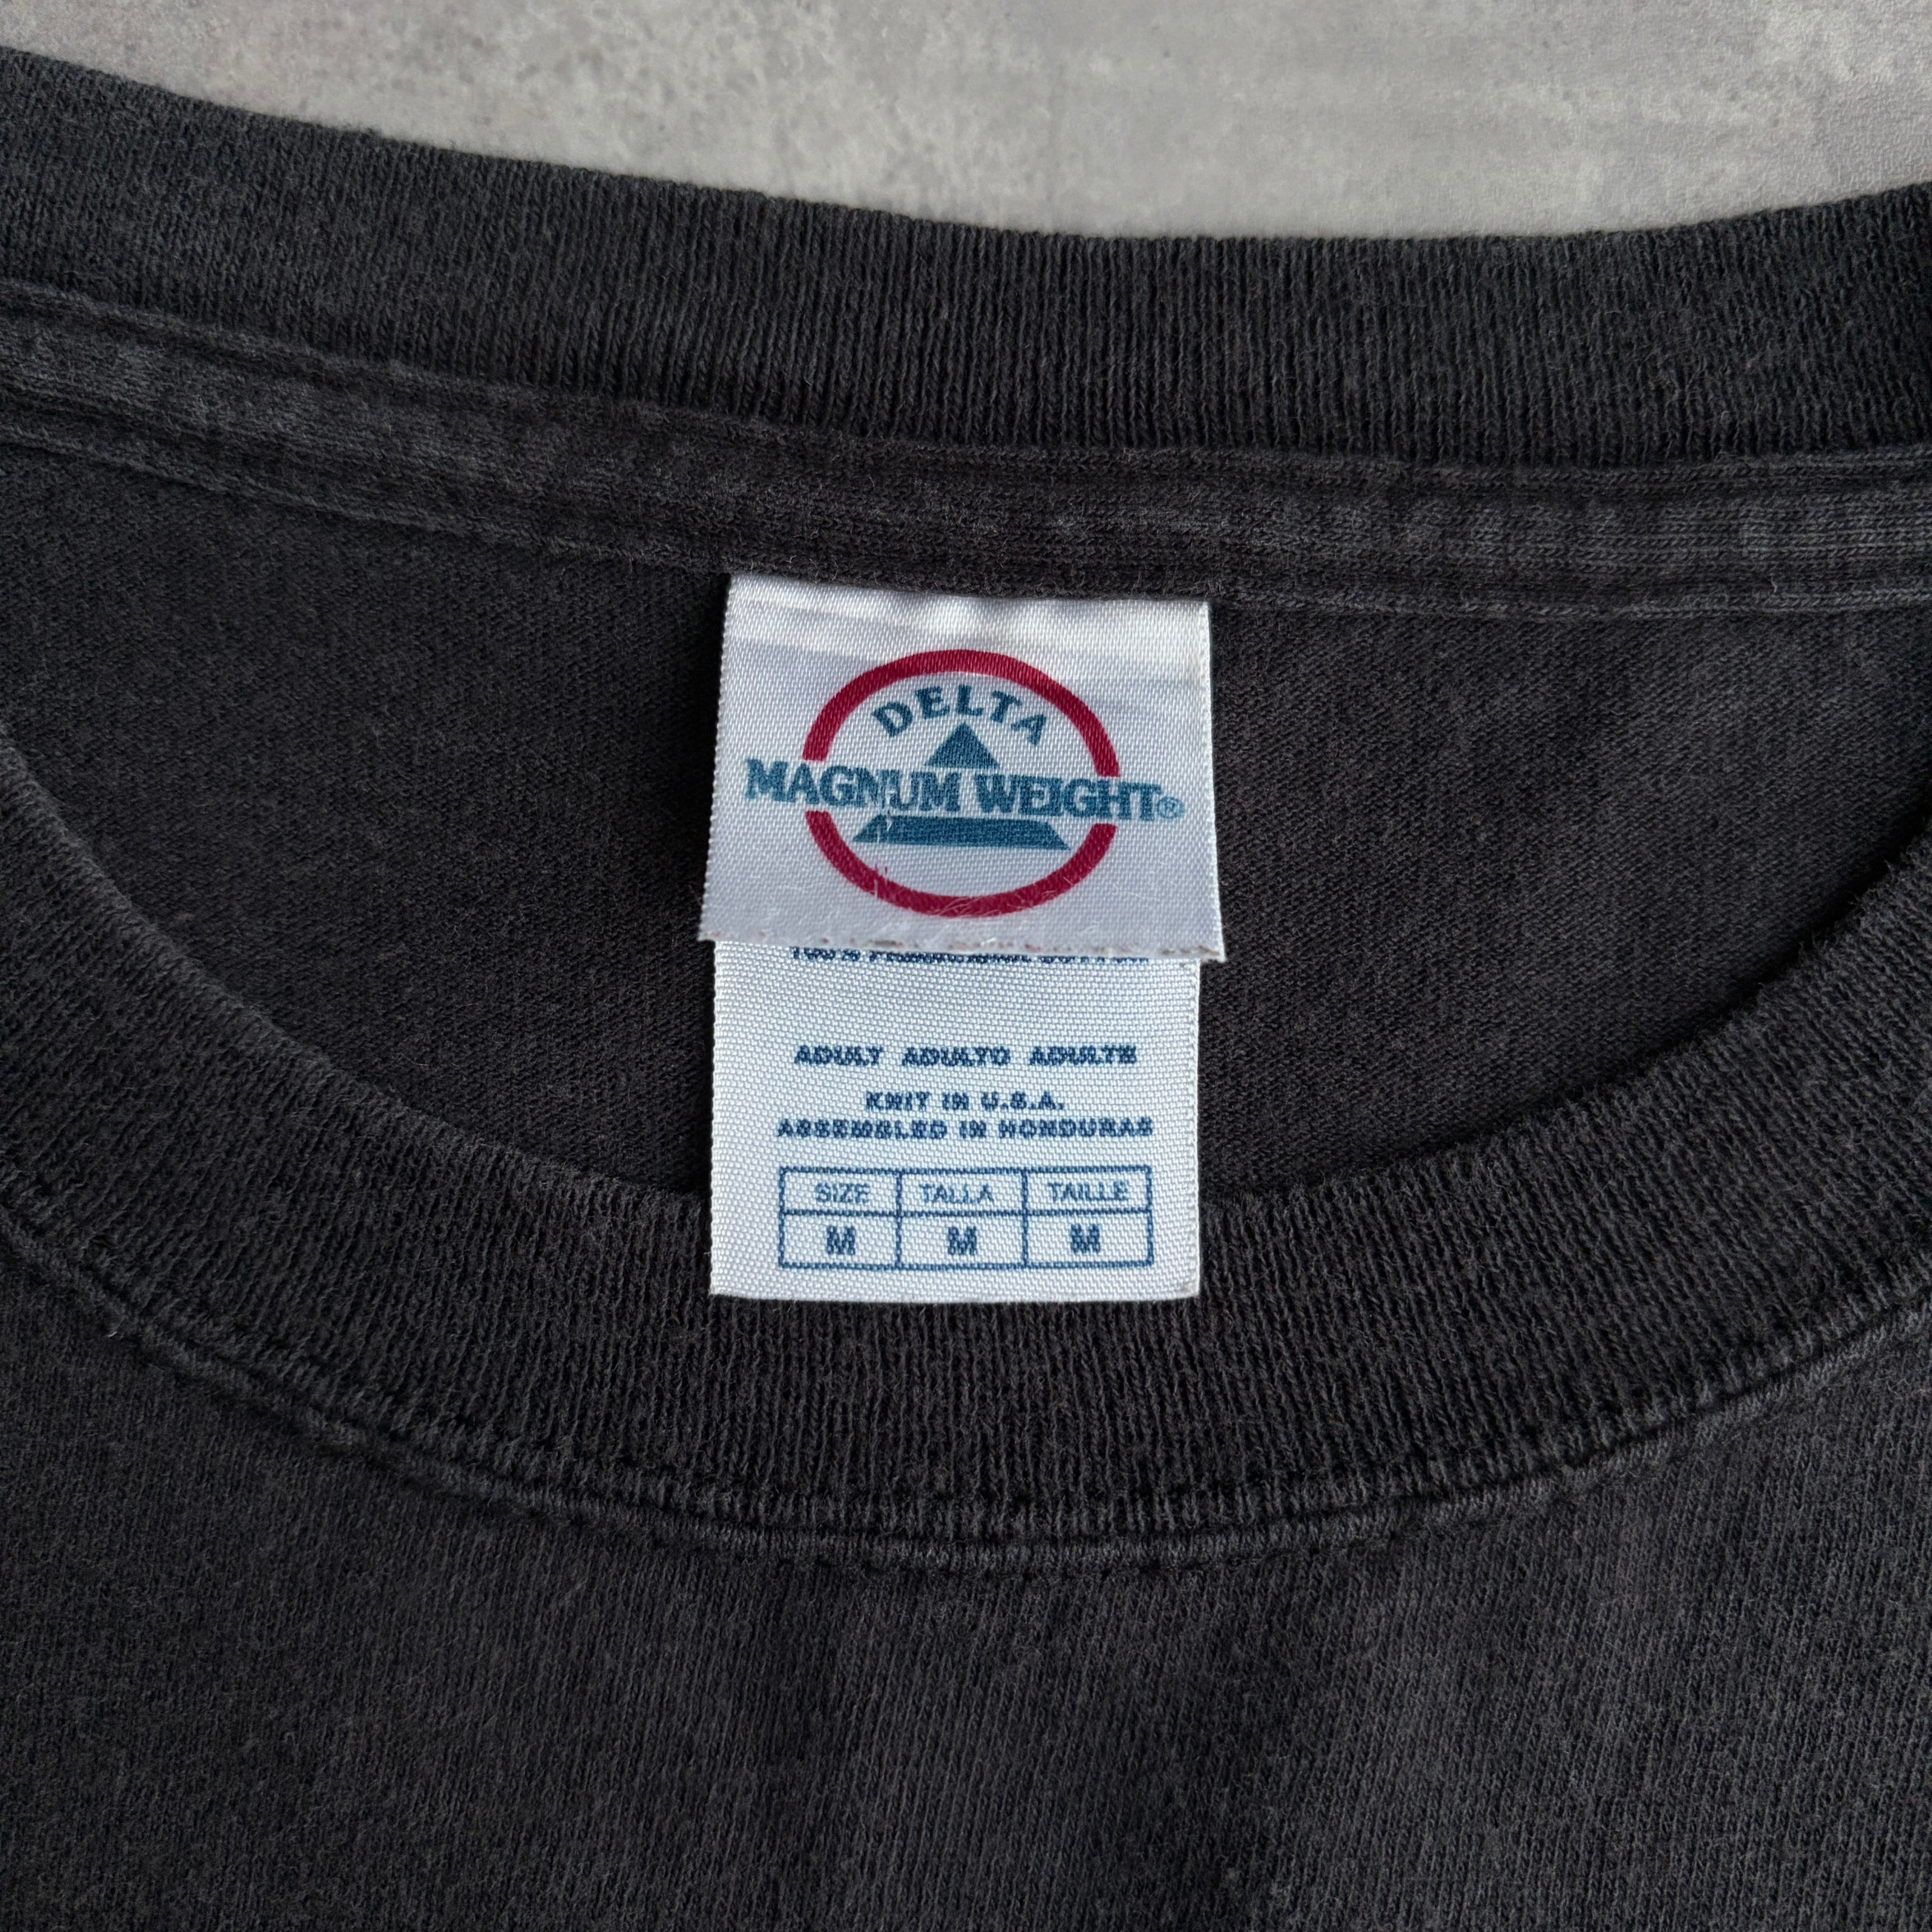 DELTA
MAGNUM WEIGHT®
ADULT ADULTO ADULTE
KNIT IN U.S.A.
ASSEMBLED IN HONDURAS
SIZE TALLA TAILLE
M M M